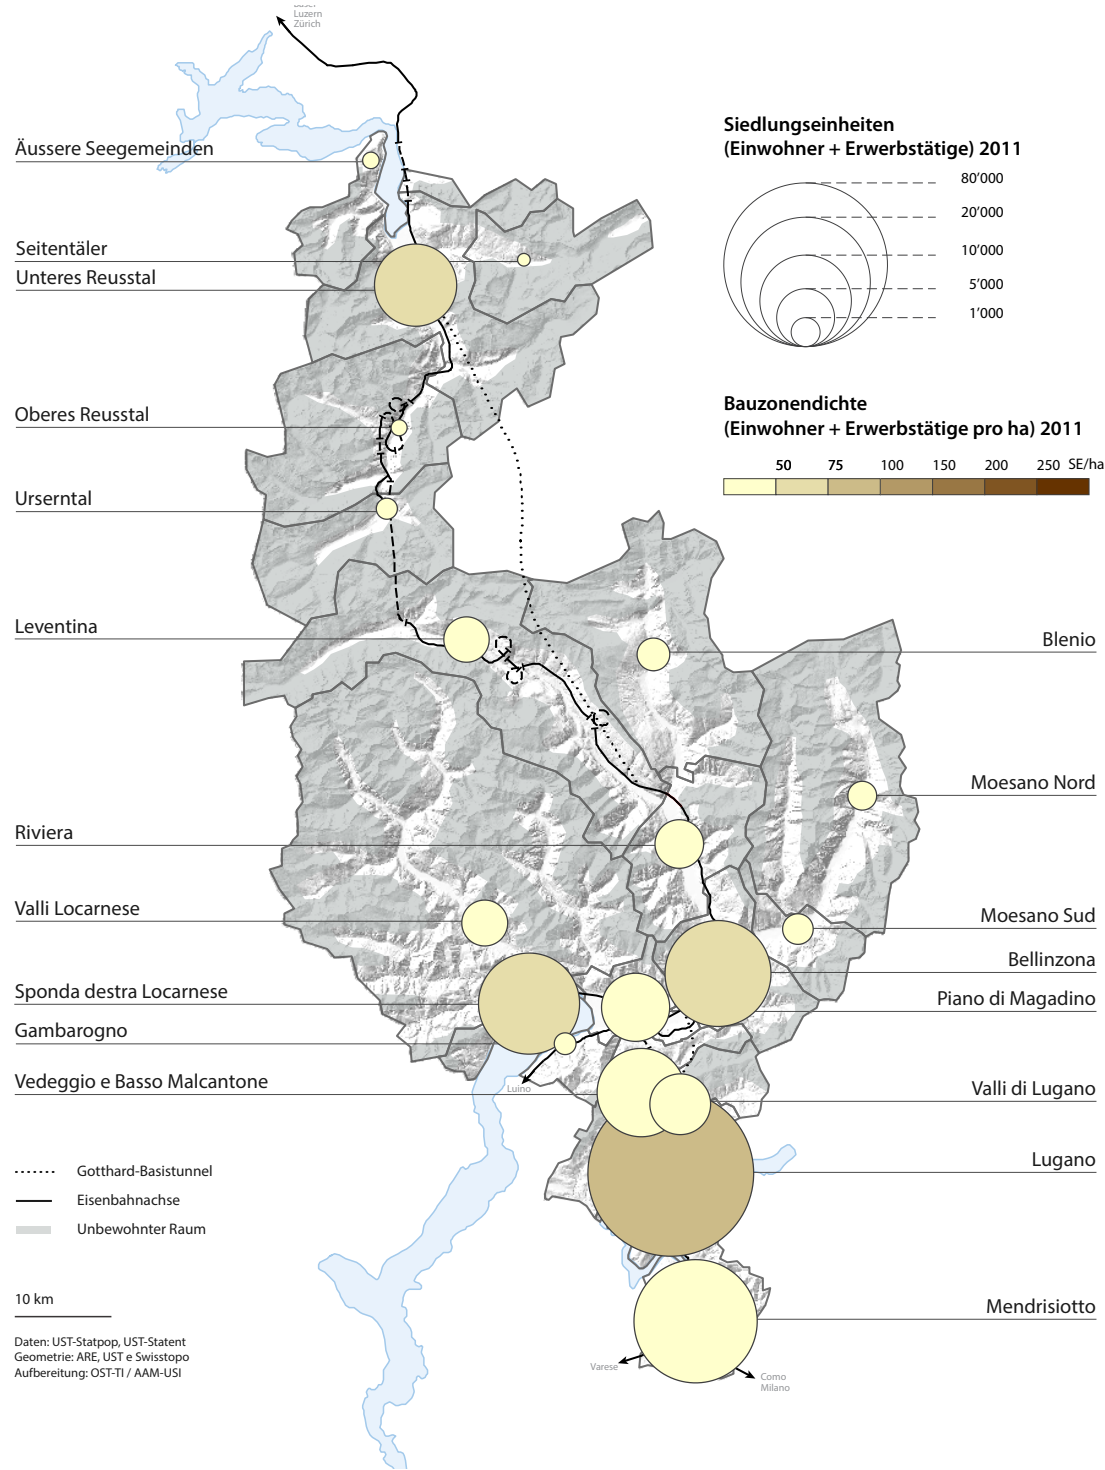 Luzern
Zürich
Siedlungseinheiten
(Einwohner + Erwerbstätige) 2011
80’000
20’000
10’000
5’000
1’000
Bauzonendichte
(Einwohner + Erwerbstätige pro ha) 2011
50 75 100 150 200 250 SE/ha
Äussere Seegemeinden
Seitentäler
Unteres Reusstal
Oberes Reusstal
Urserntal
Leventina
Blenio
Moesano Nord
Riviera
Valli Locarnese
Moesano Sud
Bellinzona
Sponda destra Locarnese
Piano di Magadino
Gambarogno
Vedeggio e Basso Malcantone
Luino
Valli di Lugano
Lugano
Mendrisiotto
Varese
Como
Milano
Gotthard-Basistunnel
Eisenbahnachse
Unbewohnter Raum
10 km
Daten: UST-Statpop, UST-Statent
Geometrie: ARE, UST e Swisstopo
Aufbereitung: OST-TI / AAM-USI